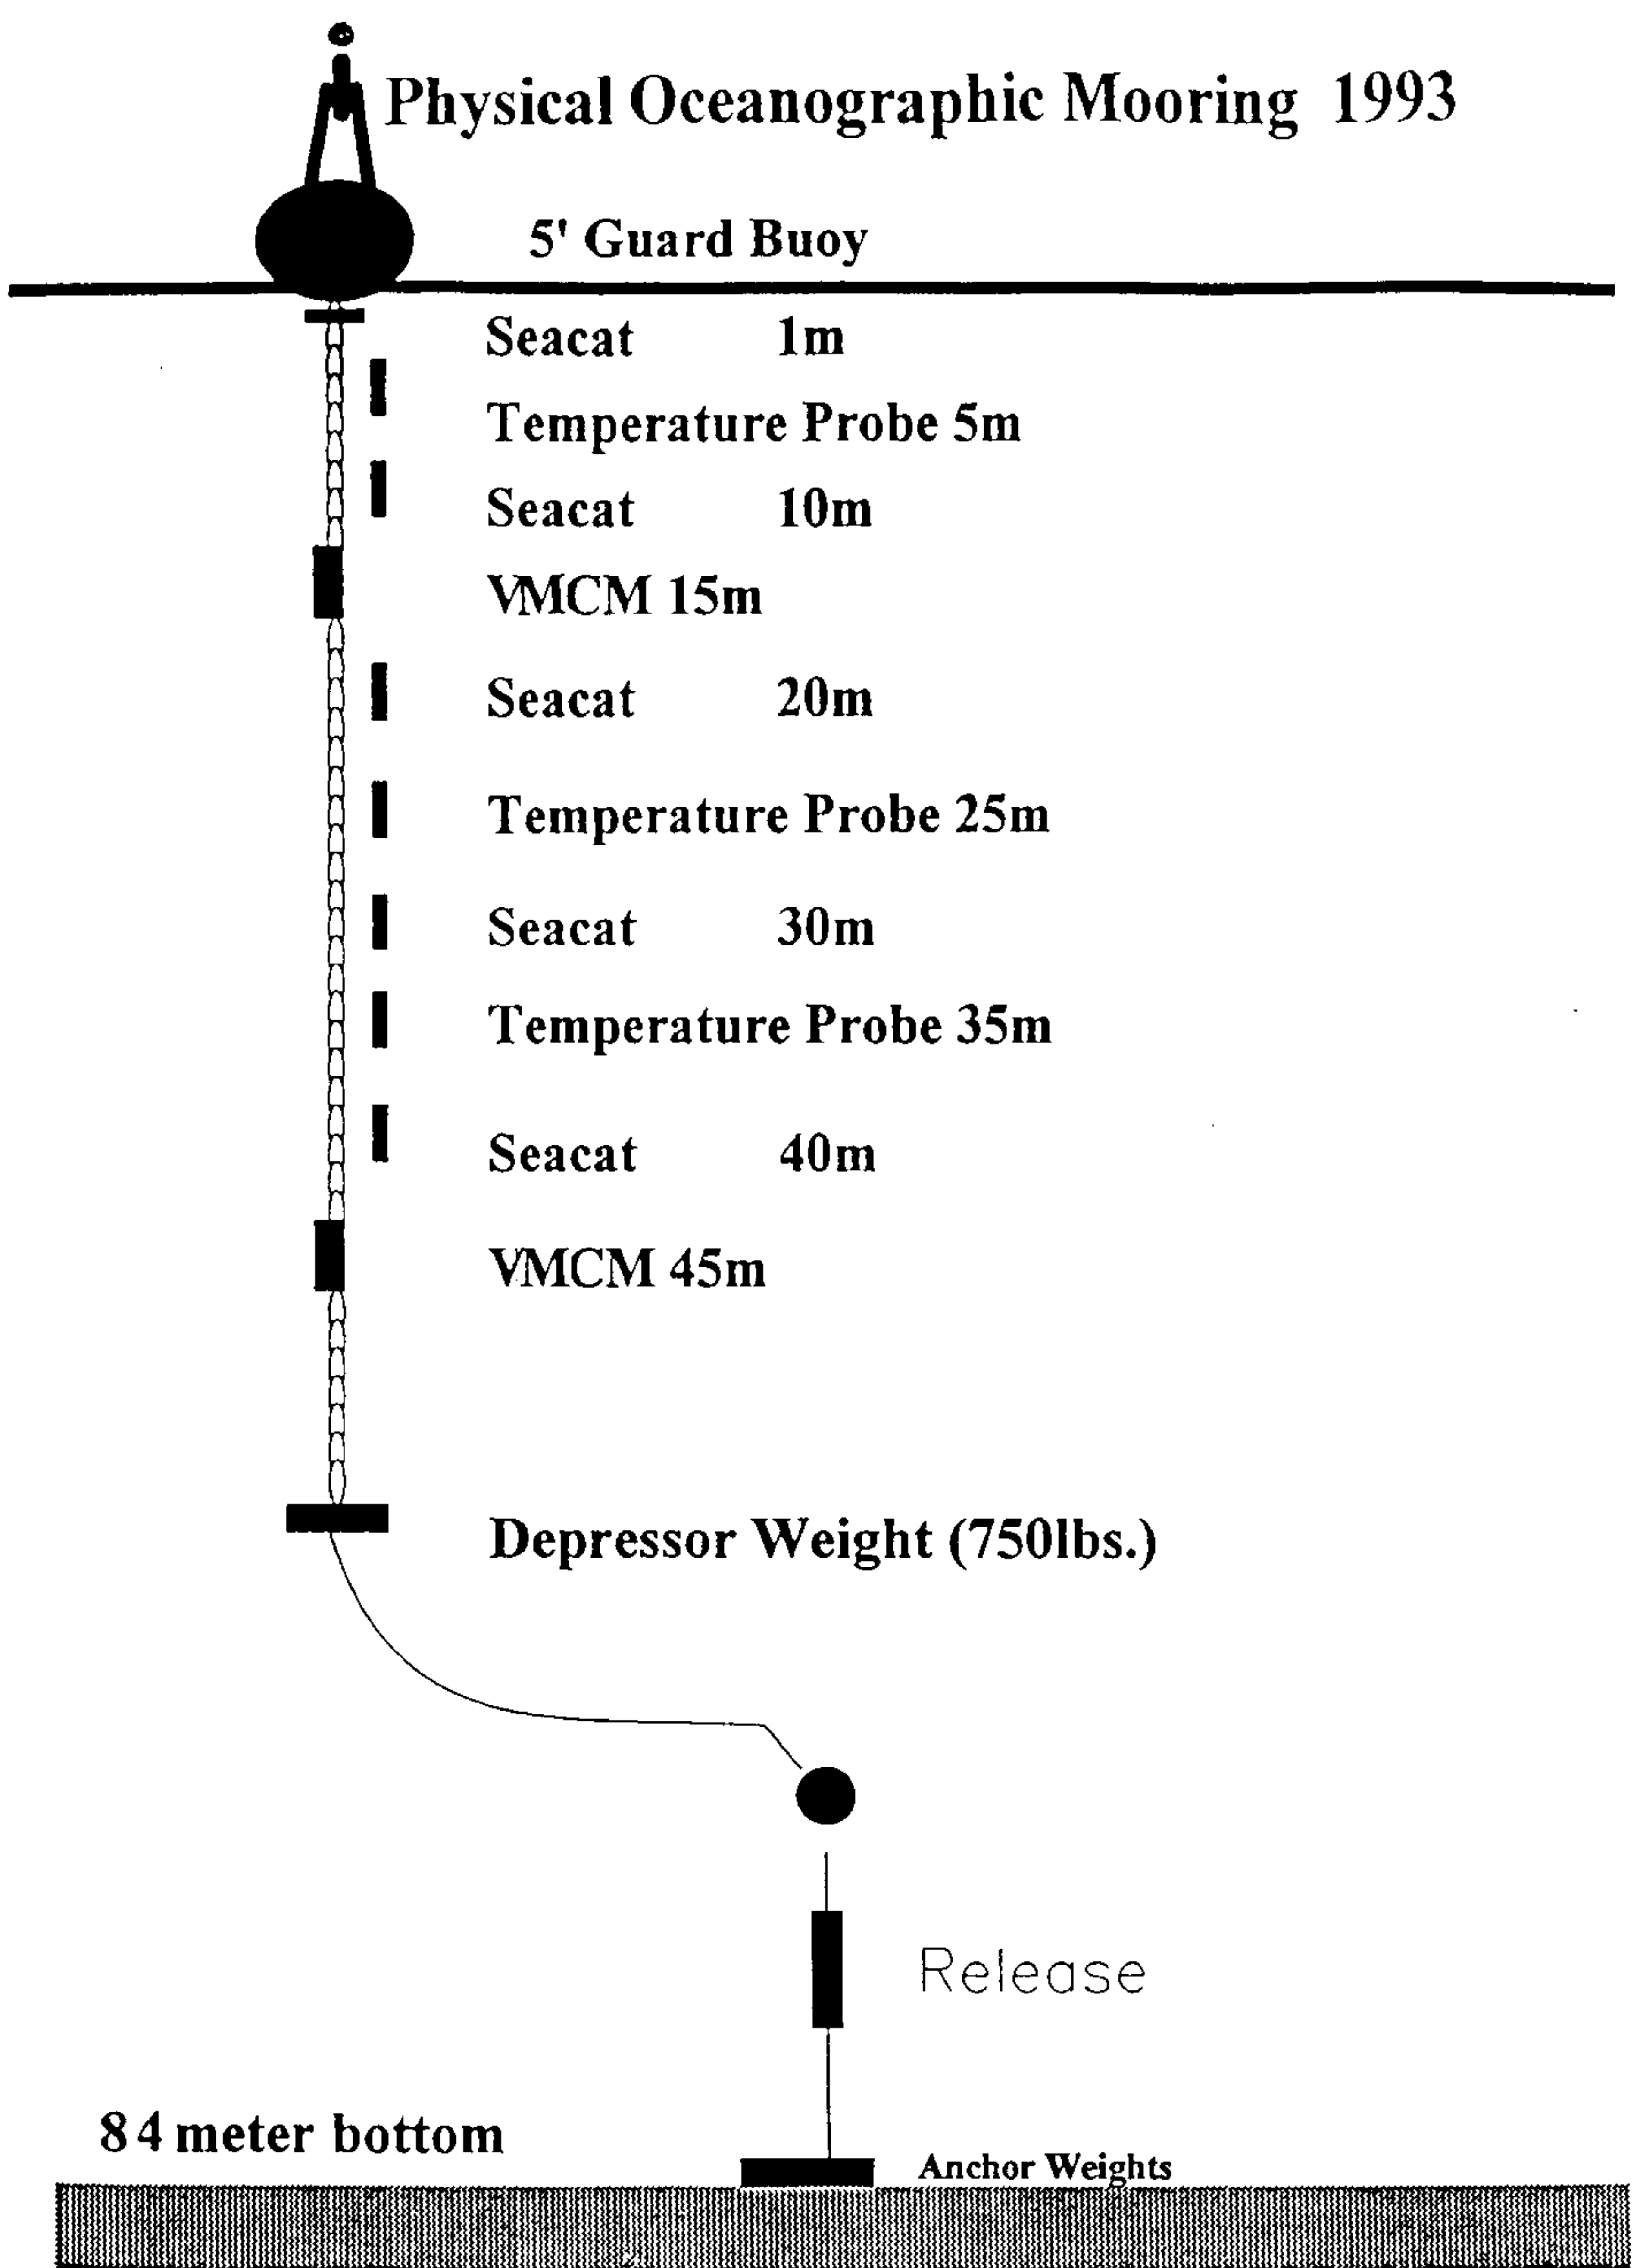 Physical Oceanographic Mooring 1993
5' Guard Buoy
Seacat 1m
Temperature Probe 5m
Seacat 10m
VMCM 15m
Seacat 20m
Temperature Probe 25m
Seacat 30m
Temperature Probe 35m
Seacat 40m
VMCM 45m
Depressor Weight (750lbs.)
Release
84 meter bottom
Anchor Weights